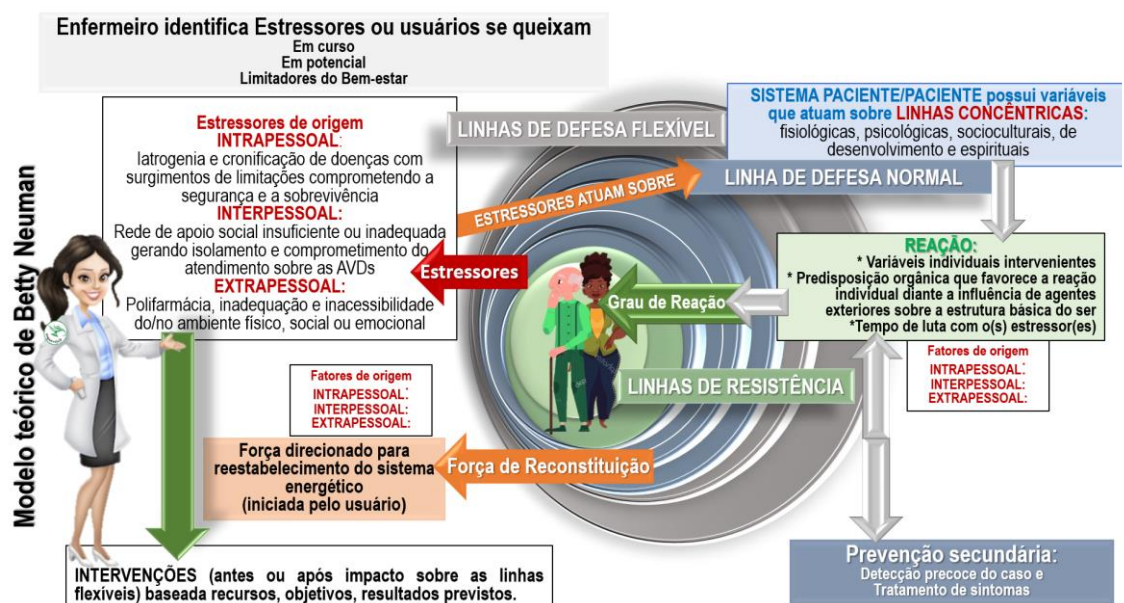 Modelo teórico de Betty Neuman
Enfermeiro identifica Estressores ou usuários se queixam
Em curso
Em potencial
Limitadores do Bem-estar
Estressores de origem
INTRAPESSOAL:
Iatrogenia e cronificação de doenças com
surgimentos de limitações comprometendo a
segurança e a sobrevivência
INTERPESSOAL:
Rede de apoio social insuficiente ou inadequada
gerando isolamento e comprometimento do
atendimento sobre as AVDs
EXTRAPESSOAL:
Polifarmácia, inadequação e inacessibilidade
do/no ambiente físico, social ou emocional
LINHAS DE DEFESA FLEXÍVEL
ESTRESSORES ATUAM SOBRE
Estressores
SISTEMA PACIENTE/PACIENTE possui variáveis
que atuam sobre LINHAS CONCÊNTRICAS:
fisiológicas, psicológicas, socioculturais, de
desenvolvimento e espirituais
LINHA DE DEFESA NORMAL
REAÇÃO:
* Variáveis individuais intervenientes
* Predisposição orgânica que favorece a reação
individual diante a influência de agentes
exteriores sobre a estrutura básica do ser
*Tempo de luta com o(s) estressor(es)
Grau de Reação
Fatores de origem
INTRAPESSOAL:
INTERPESSOAL:
EXTRAPESSOAL:
LINHAS DE RESISTÊNCIA
Fatores de origem
INTRAPESSOAL:
INTERPESSOAL:
EXTRAPESSOAL:
Força de Reconstituição
Força direcionado para
reestabelecimento do sistema
energético
(iniciada pelo usuário)
INTERVENÇÕES (antes ou após impacto sobre as linhas
flexíveis) baseada recursos, objetivos, resultados previstos.
Prevenção secundária:
Detecção precoce do caso e
Tratamento de sintomas